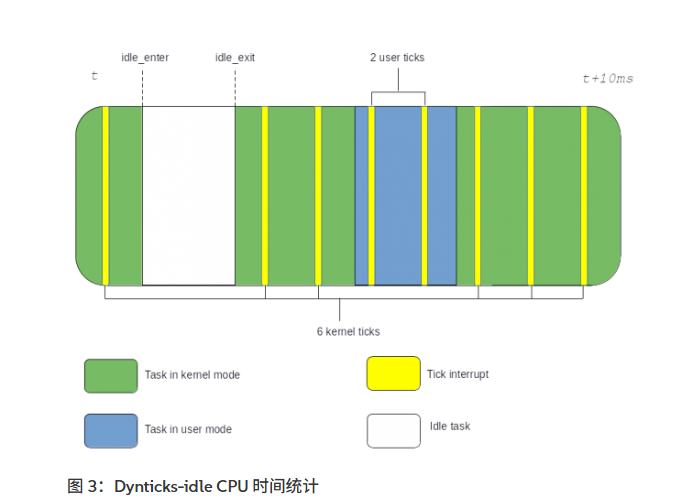 idle_enter
idle_exit
2 user ticks
t
t+10ms
6 kernel ticks
Task in kernel mode
Tick interrupt
Task in user mode
Idle task
图 3：Dynticks-idle CPU 时间统计